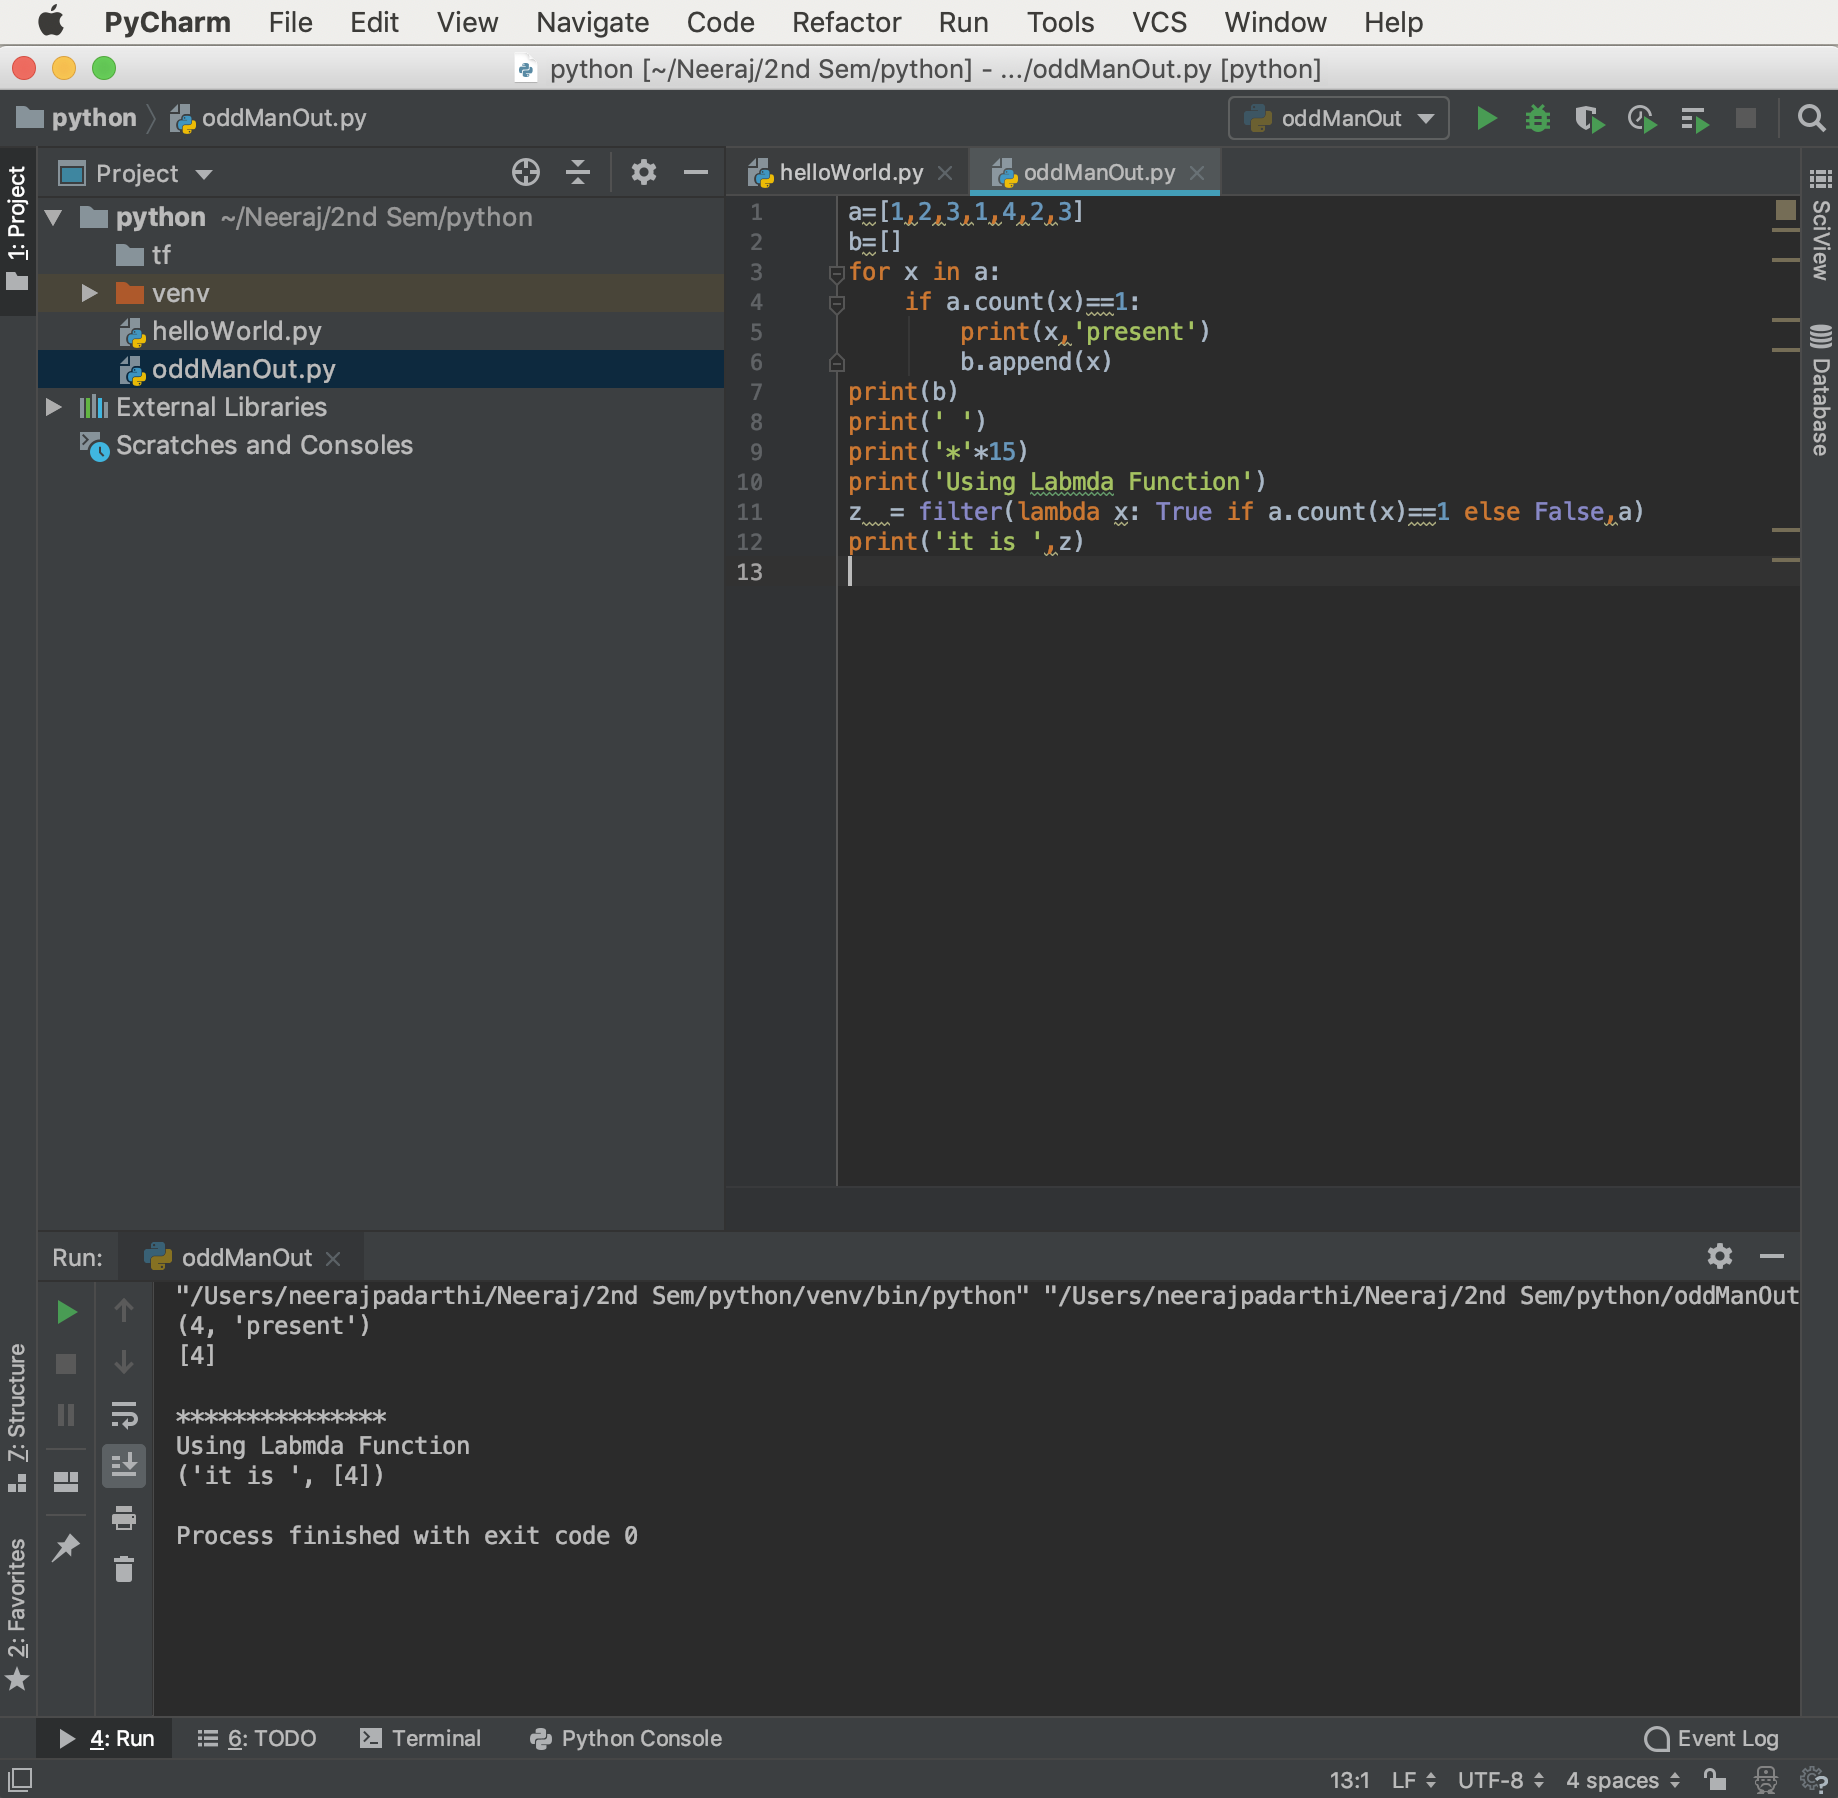 PyCharm File Edit View Navigate Code Refactor Run Tools VCS Window Help
python [~/Neeraj/2nd Sem/python] - .../oddManOut.py [python]
python oddManOut.py oddManOut
1: Project
Project
python ~/Neeraj/2nd Sem/python
tf
venv
helloWorld.py
oddManOut.py
External Libraries
Scratches and Consoles
helloWorld.py oddManOut.py
1 a=[1,2,3,1,4,2,3]
2 b=[]
3 for x in a:
4     if a.count(x)==1:
5         print(x,'present')
6         b.append(x)
7 print(b)
8 print(' ')
9 print('*'*15)
10 print('Using Labmda Function')
11 z  = filter(lambda x: True if a.count(x)==1 else False,a)
12 print('it is ',z)
13
SciView
Database
Run: oddManOut
"/Users/neerajpadarthi/Neeraj/2nd Sem/python/venv/bin/python" "/Users/neerajpadarthi/Neeraj/2nd Sem/python/oddManOut
(4, 'present')
[4]
***************
Using Labmda Function
('it is ', [4])
Process finished with exit code 0
7: Structure
2: Favorites
4: Run 6: TODO Terminal Python Console Event Log
13:1 LF UTF-8 4 spaces